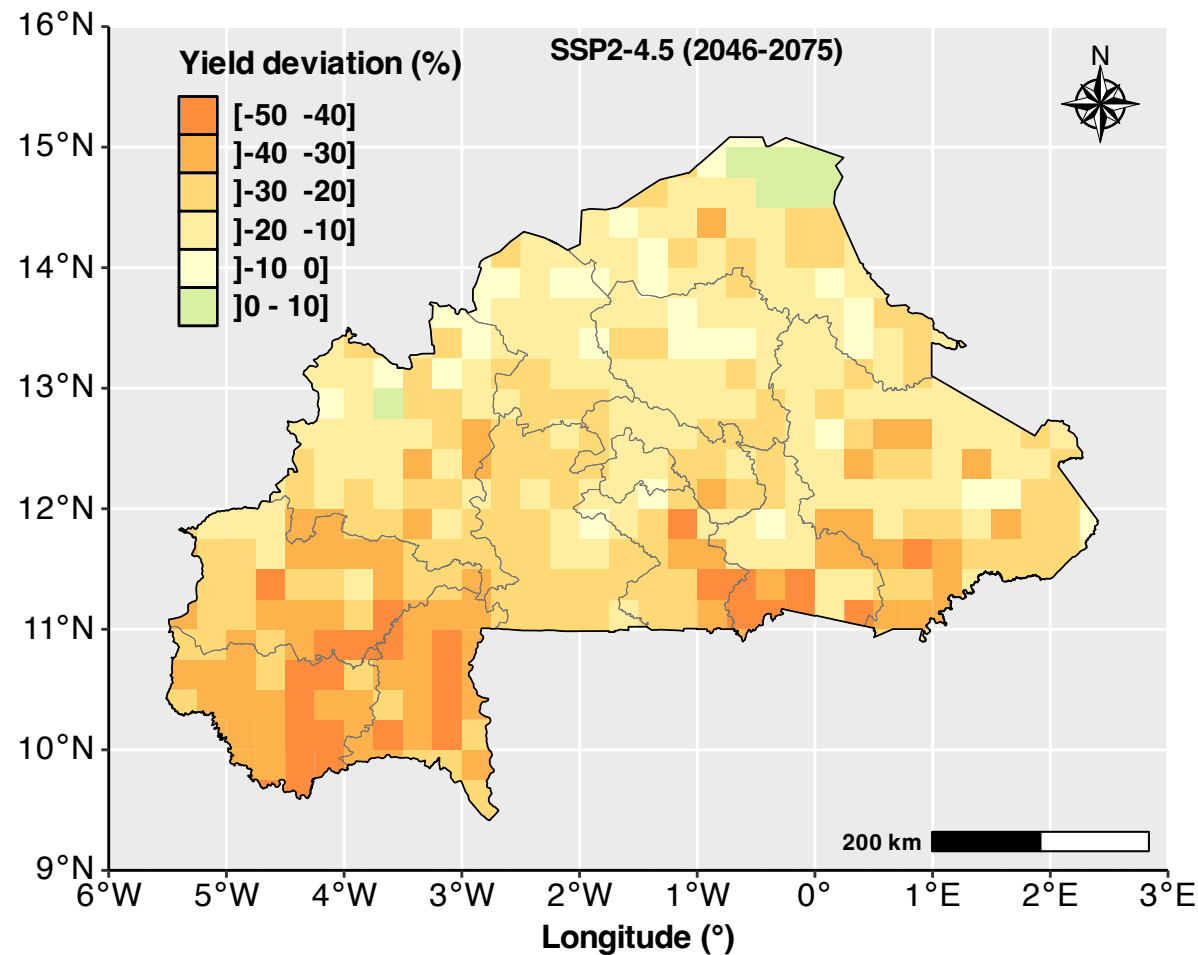 16°N
15°N
14°N
13°N
12°N
11°N
10°N
9°N
SSP2-4.5 (2046-2075)
N
Yield deviation (%)
[-50 -40]
]-40 -30]
]-30 -20]
]-20 -10]
]-10 0]
]0 - 10]
200 km
6°W 5°W 4°W 3°W 2°W 1°W 0° 1°E 2°E 3°E
Longitude (°)